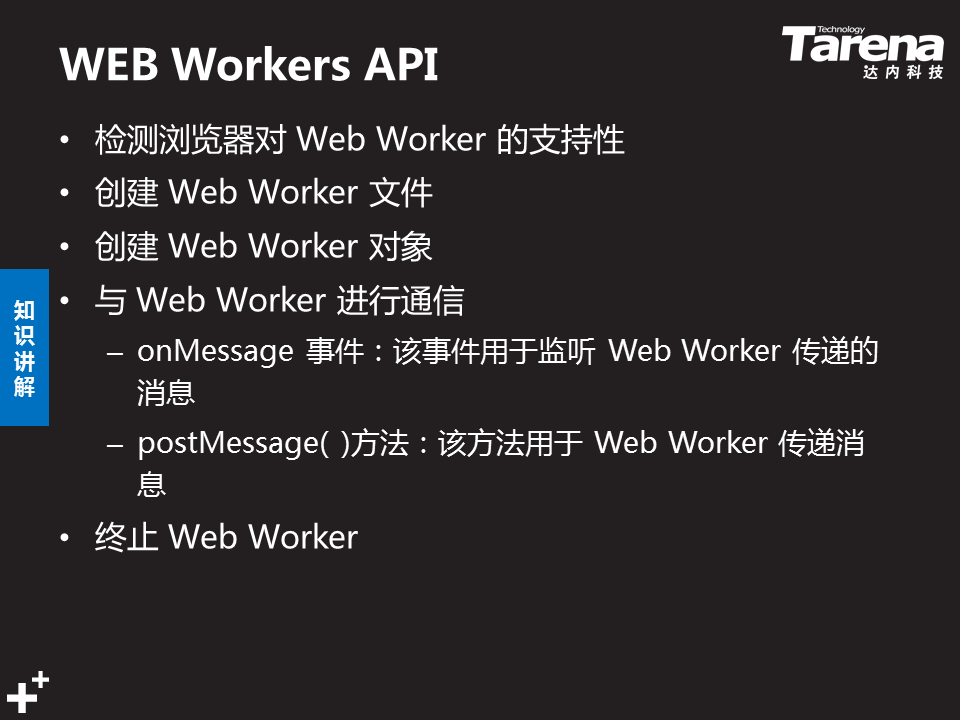 WEB Workers API
Technology
Tarena
达内科技
• 检测浏览器对 Web Worker 的支持性
• 创建 Web Worker 文件
• 创建 Web Worker 对象
• 与 Web Worker 进行通信
– onMessage 事件：该事件用于监听 Web Worker 传递的
消息
– postMessage( )方法：该方法用于 Web Worker 传递消
息
• 终止 Web Worker
知
识
讲
解